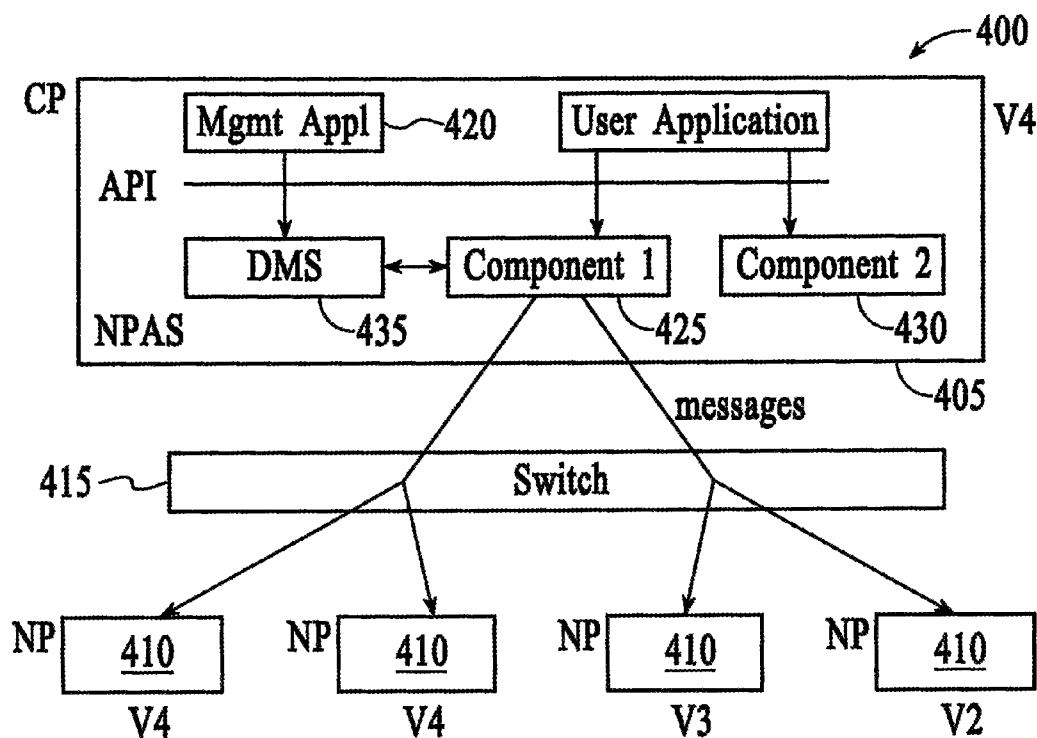 400
CP
V4
Mgmt Appl
420
User Application
API
DMS
Component 1
Component 2
NPAS
435
425
430
405
messages
415
Switch
NP 410
NP 410
NP 410
NP 410
V4
V4
V3
V2